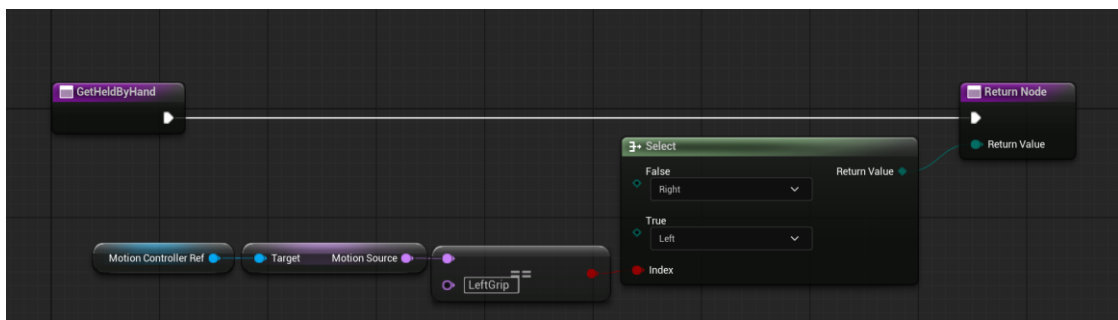 GetHeldByHand
Return Node
Return Value
Select
False
Return Value
Right
True
Left
Index
Motion Controller Ref
Target
Motion Source
==
LeftGrip